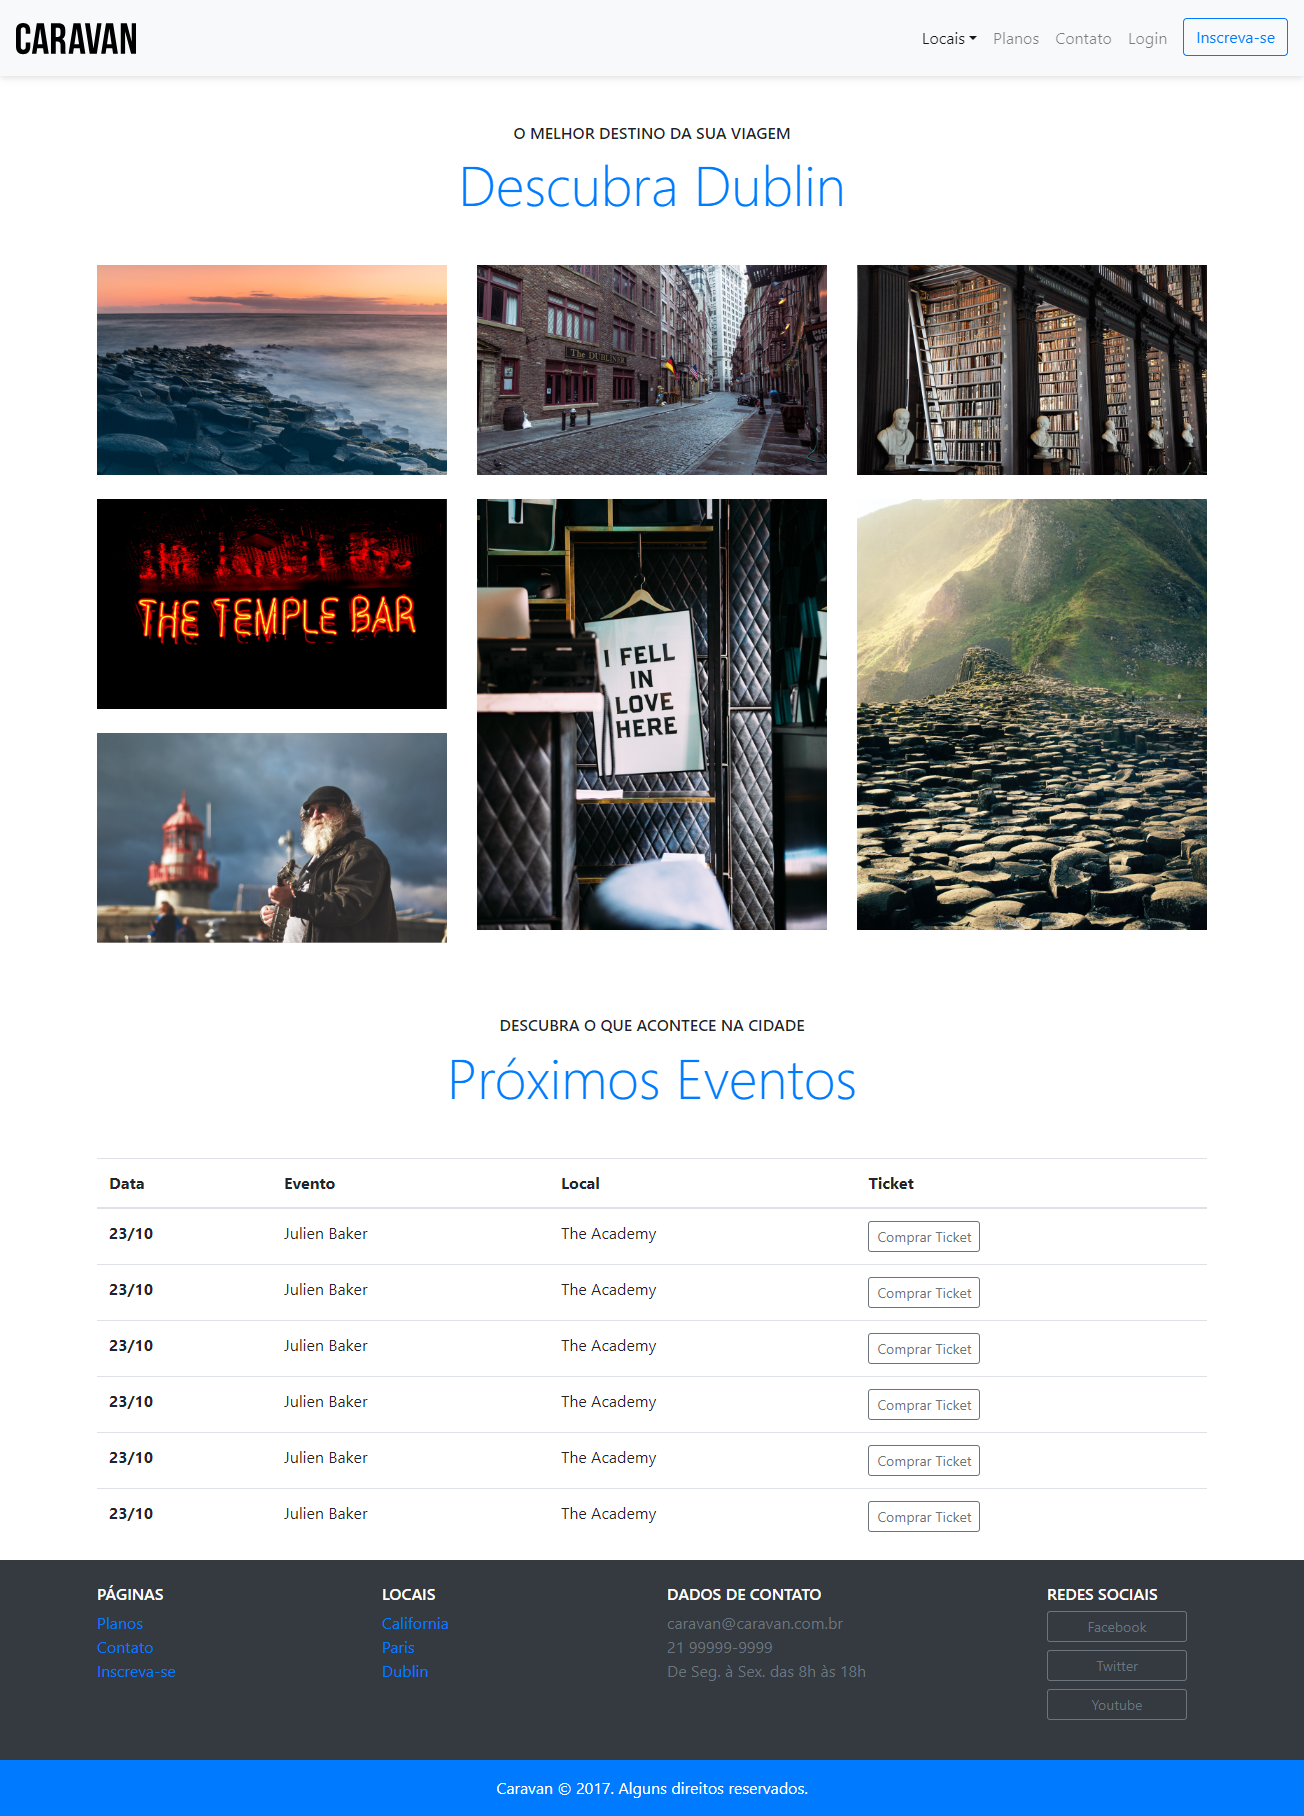 CARAVAN
Locais Planos Contato Login Inscreva-se
O MELHOR DESTINO DA SUA VIAGEM
Descubra Dublin
The DUBLINER
THE TEMPLE BAR
I FELL
IN
LOVE
HERE
DESCUBRA O QUE ACONTECE NA CIDADE
Próximos Eventos
Data Evento Local Ticket
23/10 Julien Baker The Academy Comprar Ticket
23/10 Julien Baker The Academy Comprar Ticket
23/10 Julien Baker The Academy Comprar Ticket
23/10 Julien Baker The Academy Comprar Ticket
23/10 Julien Baker The Academy Comprar Ticket
23/10 Julien Baker The Academy Comprar Ticket
PÁGINAS
Planos
Contato
Inscreva-se
LOCAIS
California
Paris
Dublin
DADOS DE CONTATO
caravan@caravan.com.br
21 99999-9999
De Seg. à Sex. das 8h às 18h
REDES SOCIAIS
Facebook
Twitter
Youtube
Caravan © 2017. Alguns direitos reservados.